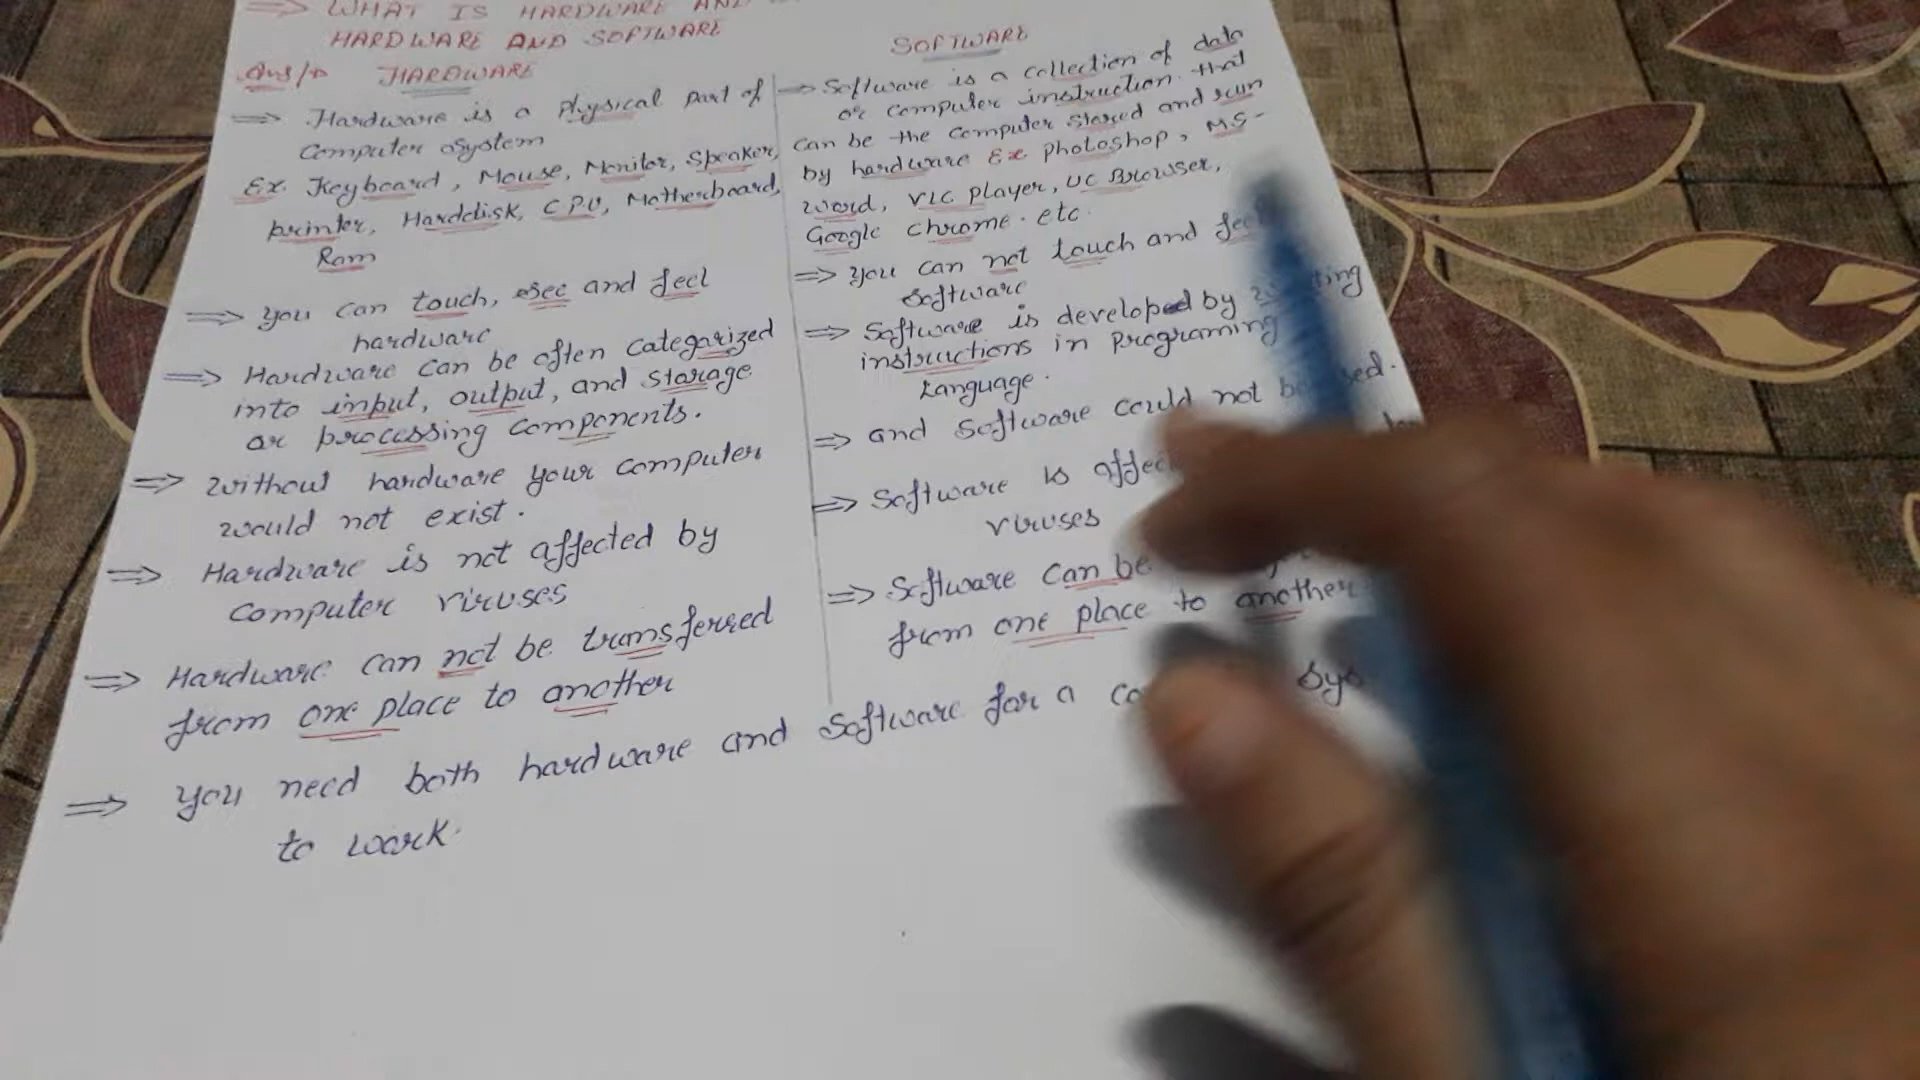 ⇒ WHAT IS HARDWARE AND
HARDWARE AND SOFTWARE
Ans/n HARDWARE
⇒ Hardware is a physical part of
Computer System
Ex. Keyboard, Mouse, Monitor, Speaker,
printer, Harddisk, CPU, Motherboard,
Ram
⇒ you can touch, see and feel
hardware
⇒ Hardware can be often categorized
into input, output, and storage
or processing components.
⇒ without hardware your computer
would not exist.
⇒ Hardware is not affected by
Computer viruses
⇒ Hardware can not be transferred
from one place to another
SOFTWARE
⇒ Software is a collection of data
or computer instruction that
can be the computer stored and run
by hardware Ex photoshop, MS-
word, VLC player, UC Browser,
Google chrome. etc.
⇒ you can not touch and
Software
⇒ Software is developed by
instructions in Programing
Language.
⇒ and Software could not
⇒ Software is
viruses
⇒ Software can be
from one place to another
⇒ you need both hardware and Software for a
to work.